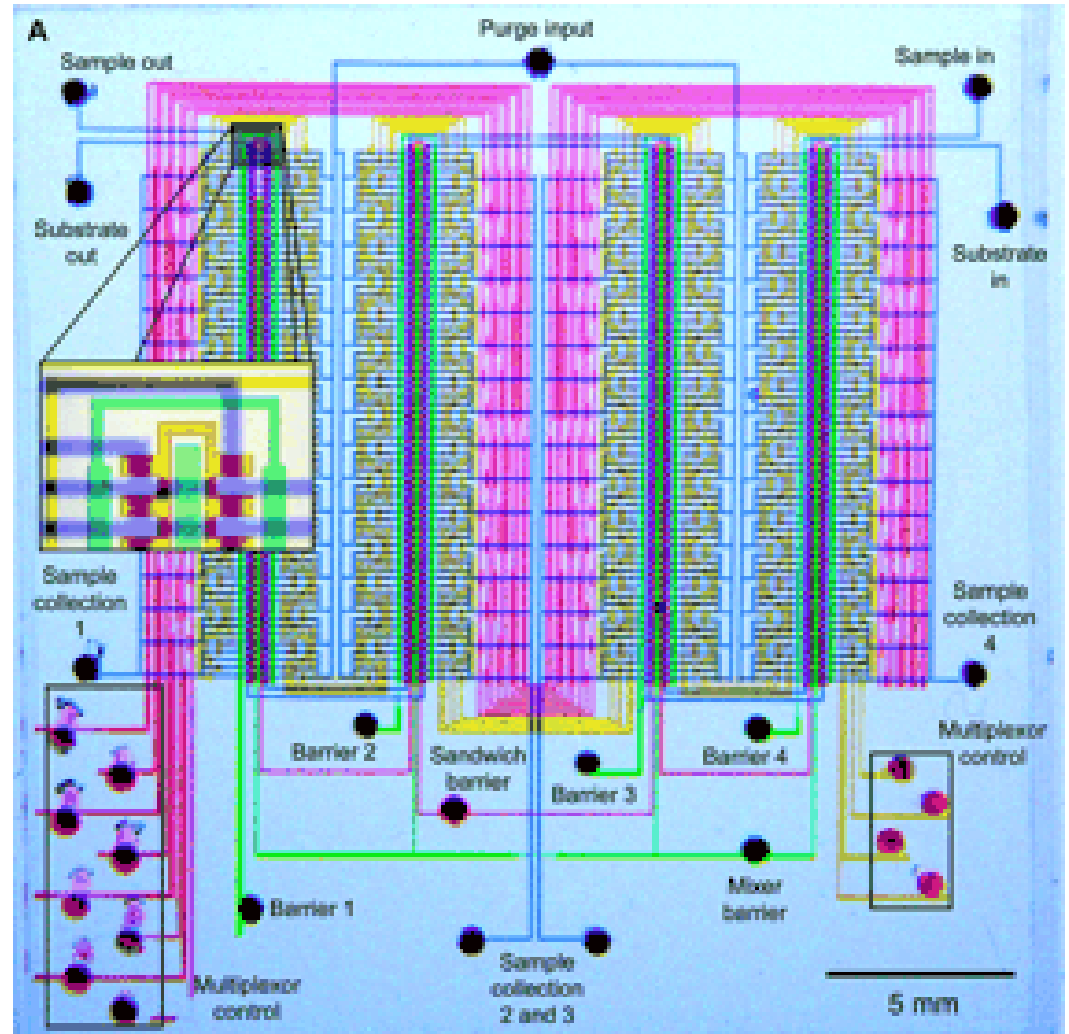 A
Purge input
Sample out
Sample in
Substrate
out
Substrate
in
Sample
collection
1
Sample
collection
4
Barrier 2
Sandwich
barrier
Barrier 3
Barrier 4
Multiplexor
control
Mixer
barrier
Barrier 1
Multiplexor
control
Sample
collection
2 and 3
5 mm